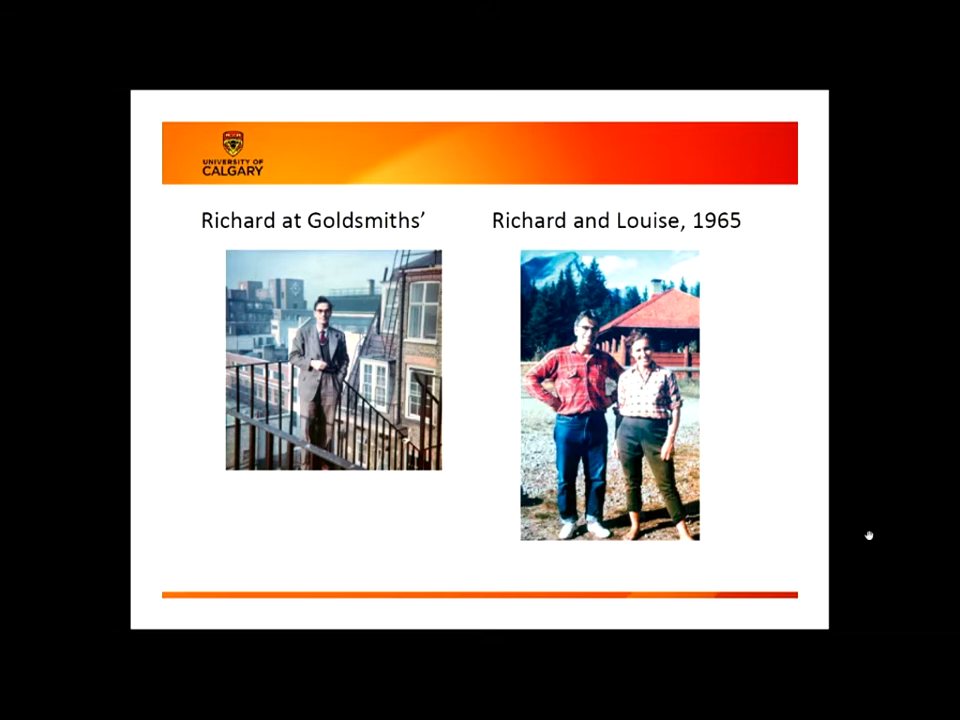 UNIVERSITY OF
CALGARY
Richard at Goldsmiths’
Richard and Louise, 1965